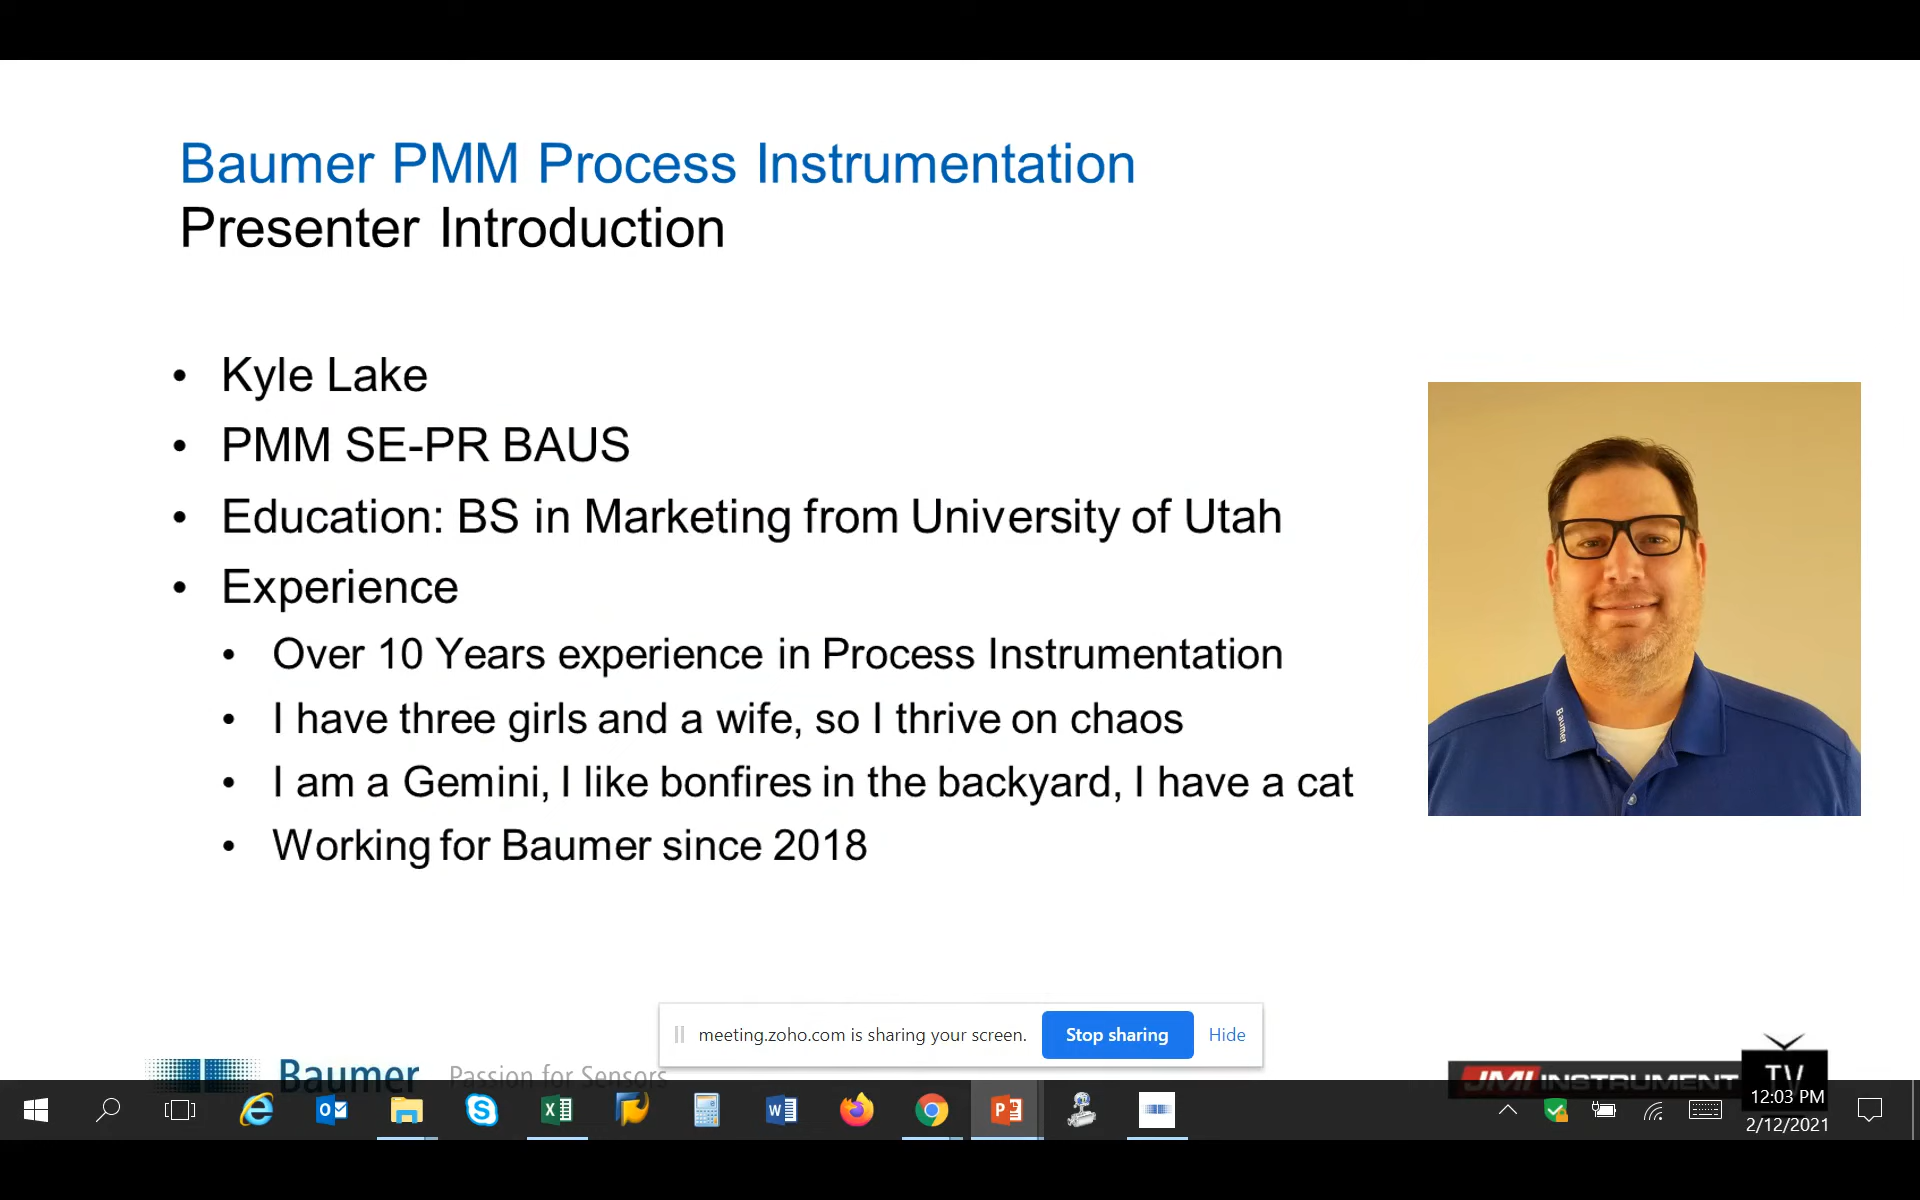 Baumer PMM Process Instrumentation
Presenter Introduction
• Kyle Lake
• PMM SE-PR BAUS
• Education: BS in Marketing from University of Utah
• Experience
• Over 10 Years experience in Process Instrumentation
• I have three girls and a wife, so I thrive on chaos
• I am a Gemini, I like bonfires in the backyard, I have a cat
• Working for Baumer since 2018
Baumer
meeting.zoho.com is sharing your screen. Stop sharing Hide
Baumer Passion for Sensors
JMI INSTRUMENT TV
12:03 PM
2/12/2021